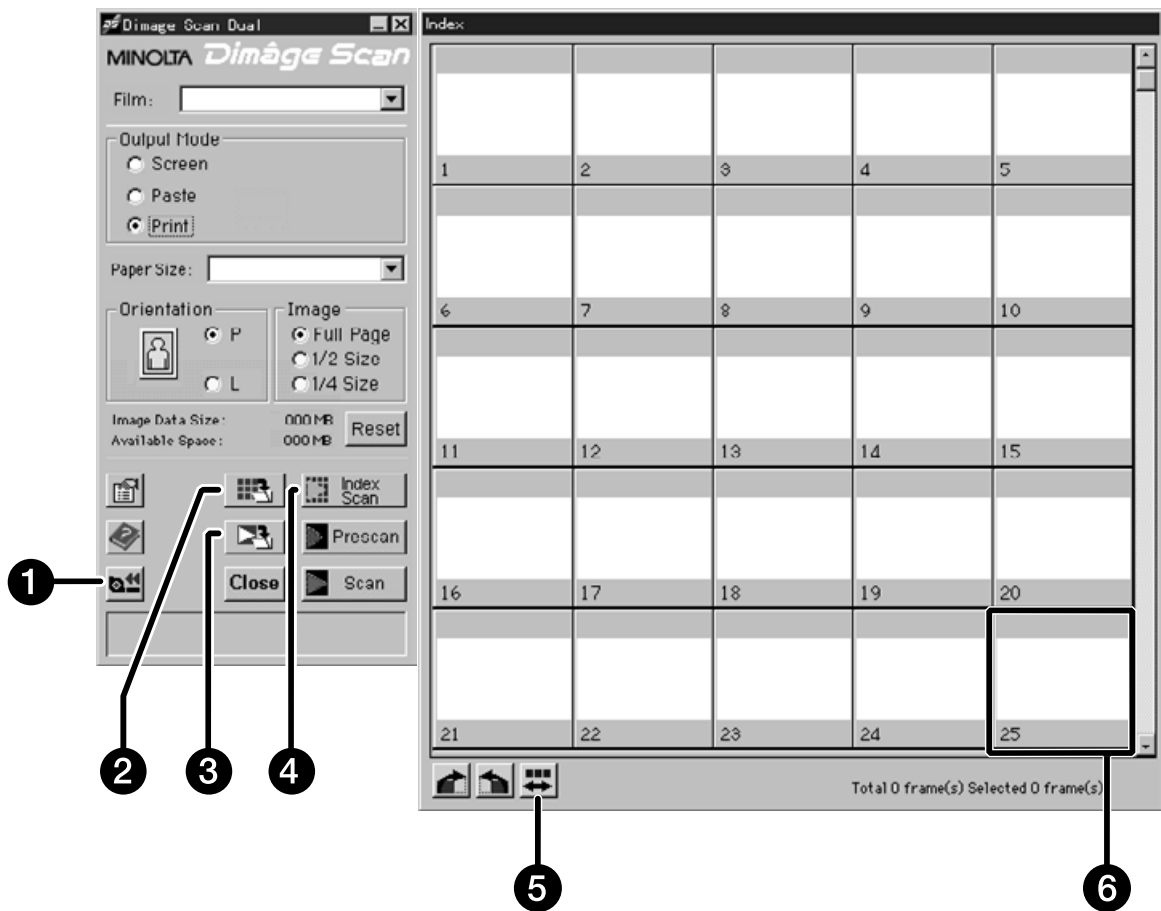 Dimage Scan Dual
MINOLTA Dimâge Scan
Film:
Output Mode
Screen
Paste
Print
Paper Size:
Orientation
P
L
Image
Full Page
1/2 Size
1/4 Size
Image Data Size: 000 MB
Available Space: 000 MB
Reset
Index Scan
Prescan
Close
Scan
1
2
3
4
Index
1 2 3 4 5
6 7 8 9 10
11 12 13 14 15
16 17 18 19 20
21 22 23 24 25
Total 0 frame(s) Selected 0 frame(s)
5
6